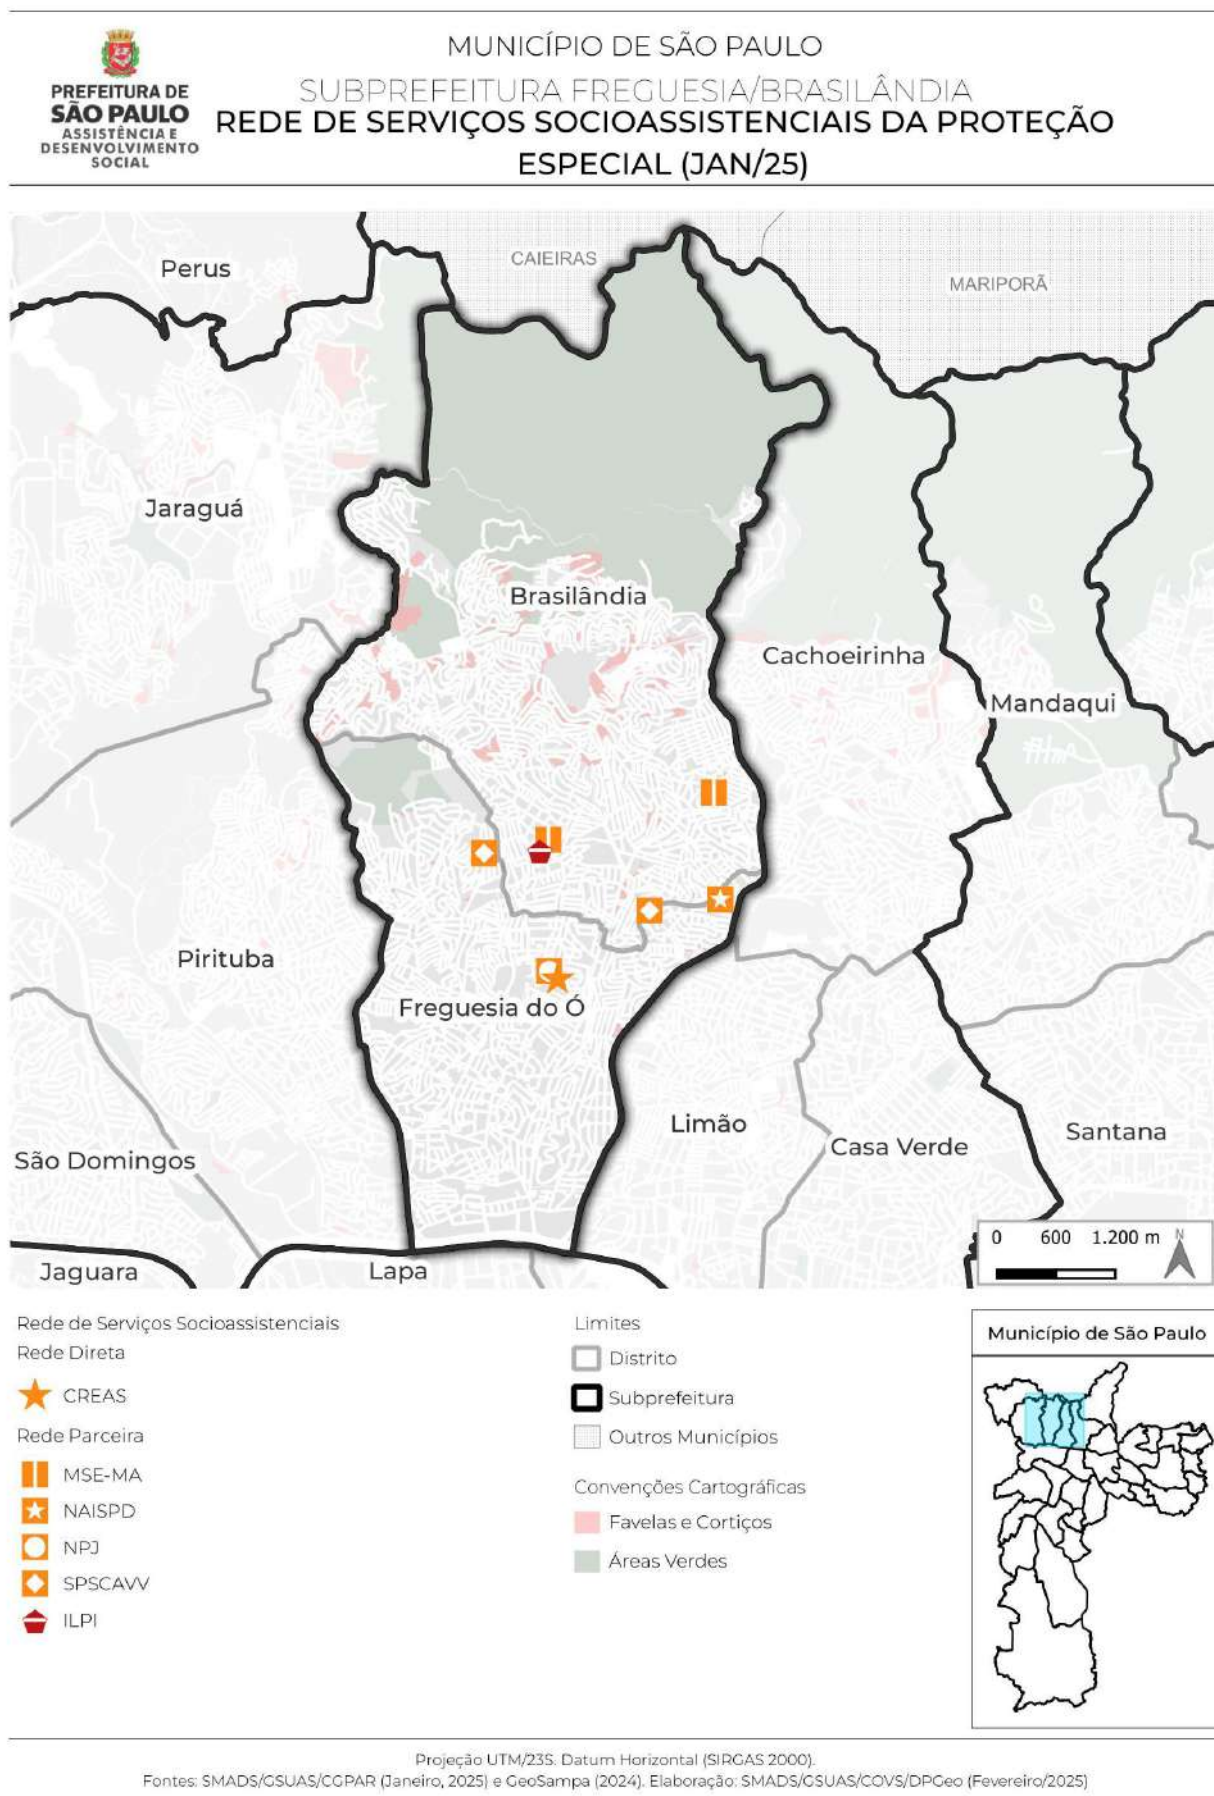 PREFEITURA DE
SÃO PAULO
ASSISTÊNCIA E
DESENVOLVIMENTO
SOCIAL
MUNICÍPIO DE SÃO PAULO
SUBPREFEITURA FREGUESIA/BRASILÂNDIA
REDE DE SERVIÇOS SOCIOASSISTENCIAIS DA PROTEÇÃO
ESPECIAL (JAN/25)
CAIEIRAS
Perus
MARIPORÃ
Jaraguá
Brasilândia
Cachoeirinha
Mandaqui
Pirituba
Freguesia do Ó
Limão
Santana
Casa Verde
São Domingos
0 600 1.200 m N
Jaguara
Lapa
Rede de Serviços Socioassistenciais
Rede Direta
CREAS
Rede Parceira
MSE-MA
NAISPD
NPJ
SPSCAVV
ILPI
Limites
Distrito
Subprefeitura
Outros Municípios
Convenções Cartográficas
Favelas e Cortiços
Áreas Verdes
Município de São Paulo
Projeção UTM/23S. Datum Horizontal (SIRGAS 2000).
Fontes: SMADS/GSUAS/CGPAR (Janeiro, 2025) e GeoSampa (2024). Elaboração: SMADS/GSUAS/COVS/DPGeo (Fevereiro/2025)